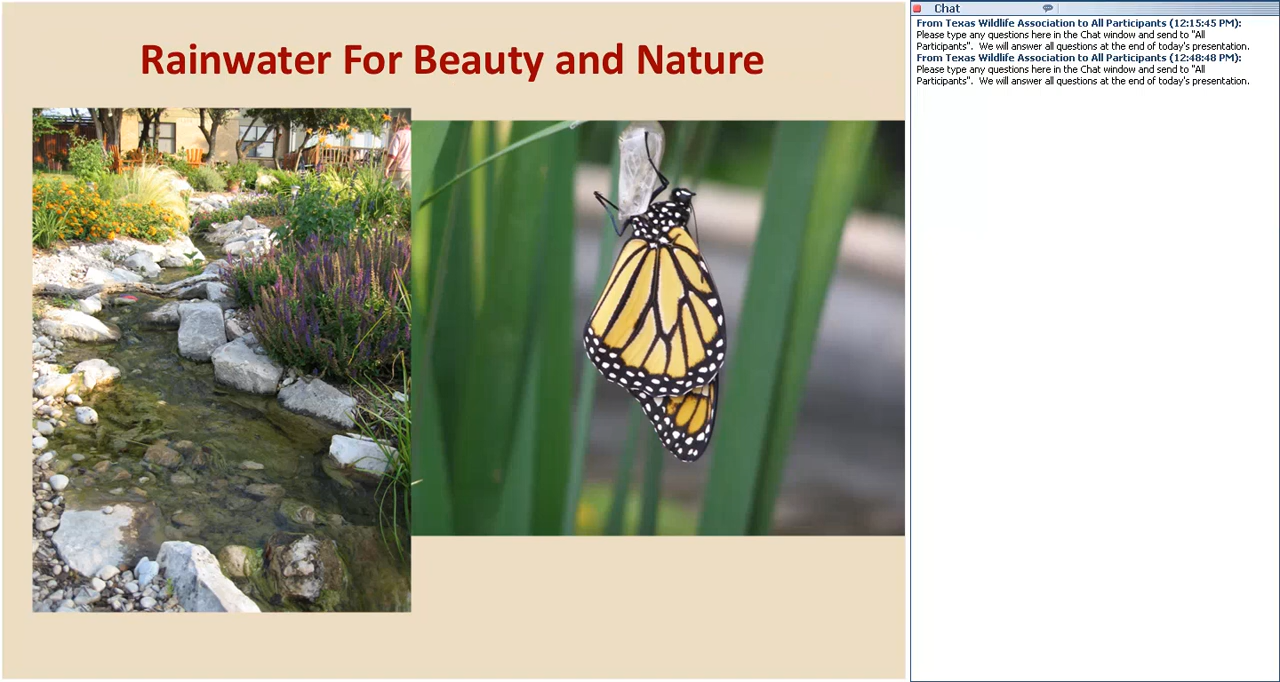 Rainwater For Beauty and Nature
Chat
From Texas Wildlife Association to All Participants (12:15:45 PM):
Please type any questions here in the Chat window and send to "All
Participants".  We will answer all questions at the end of today's presentation.
From Texas Wildlife Association to All Participants (12:48:48 PM):
Please type any questions here in the Chat window and send to "All
Participants".  We will answer all questions at the end of today's presentation.